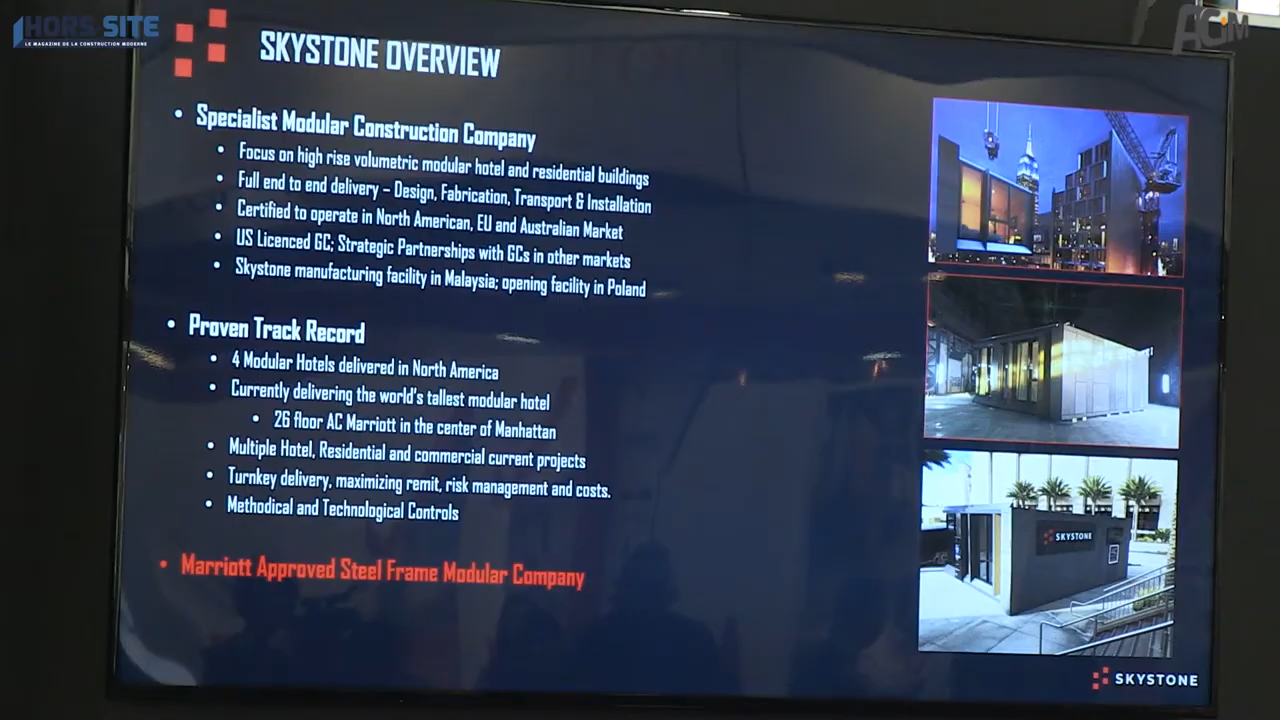 HORS SITE
LE MAGAZINE DE LA CONSTRUCTION MODERNE
AGM
SKYSTONE OVERVIEW
• Specialist Modular Construction Company
• Focus on high rise volumetric modular hotel and residential buildings
• Full end to end delivery – Design, Fabrication, Transport & Installation
• Certified to operate in North American, EU and Australian Market
• US Licenced GC; Strategic Partnerships with GCs in other markets
• Skystone manufacturing facility in Malaysia; opening facility in Poland
• Proven Track Record
• 4 Modular Hotels delivered in North America
• Currently delivering the world's tallest modular hotel
• 26 floor AC Marriott in the center of Manhattan
• Multiple Hotel, Residential and commercial current projects
• Turnkey delivery, maximizing remit, risk management and costs.
• Methodical and Technological Controls
• Marriott Approved Steel Frame Modular Company
SKYSTONE
AC
SKYSTONE